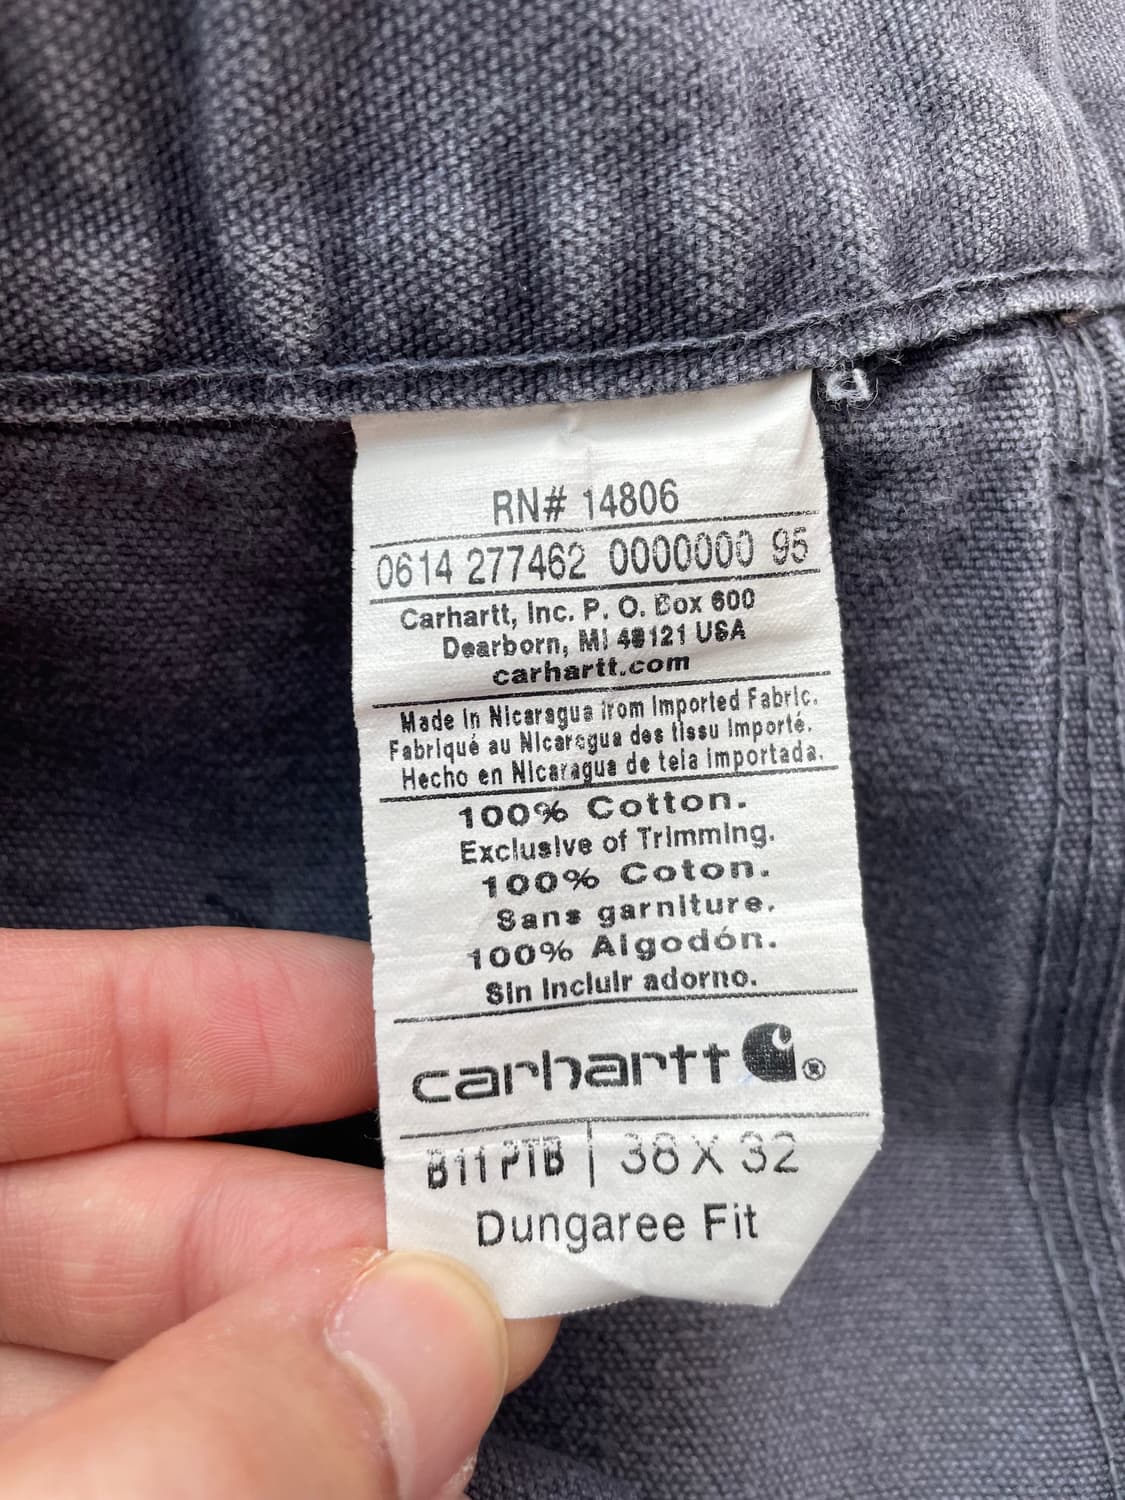 RN# 14806
0614 277462 0000000 95
Carhartt, Inc. P. O. Box 600
Dearborn, MI 48121 USA
carhartt.com
Made in Nicaragua from Imported Fabric.
Fabriqué au Nicaragua des tissu importé.
Hecho en Nicaragua de tela importada.
100% Cotton.
Exclusive of Trimming.
100% Coton.
Sans garniture.
100% Algodón.
Sin incluir adorno.
carhartt ®
B11 PTB | 38 X 32
Dungaree Fit